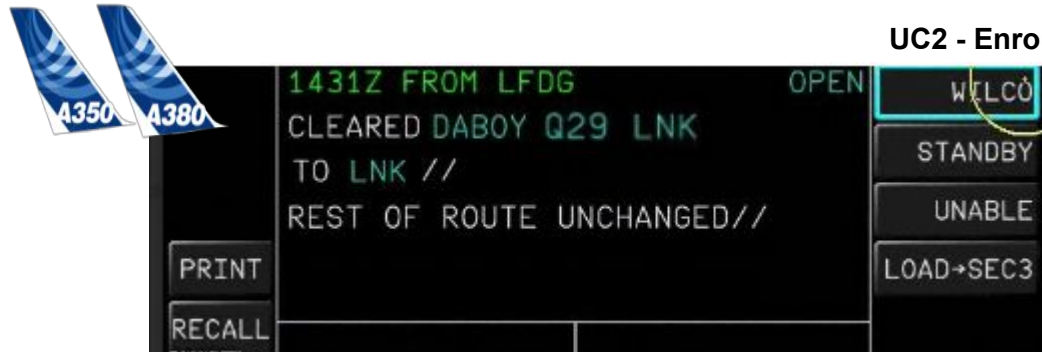 UC2 - Enro
A350 A380
1431Z FROM LFDG OPEN
CLEARED DABOY Q29 LNK
TO LNK //
REST OF ROUTE UNCHANGED//
WILCO
STANDBY
UNABLE
LOAD→SEC3
PRINT
RECALL